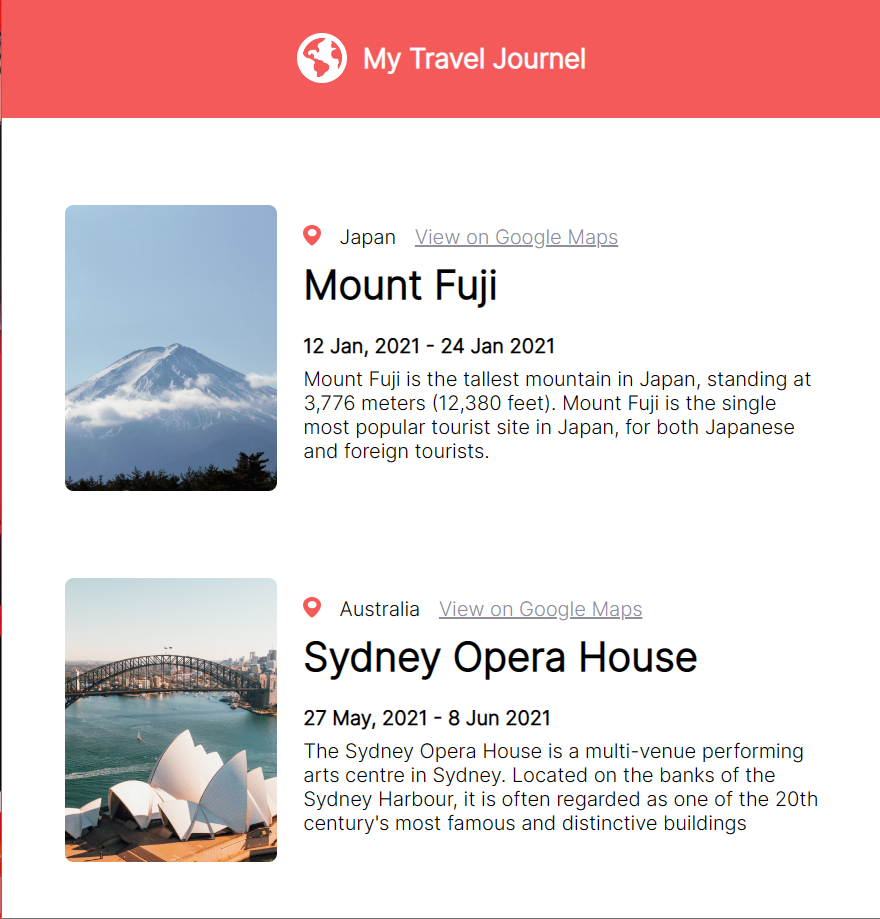 My Travel Journel
Japan View on Google Maps
Mount Fuji
12 Jan, 2021 - 24 Jan 2021
Mount Fuji is the tallest mountain in Japan, standing at
3,776 meters (12,380 feet). Mount Fuji is the single
most popular tourist site in Japan, for both Japanese
and foreign tourists.
Australia View on Google Maps
Sydney Opera House
27 May, 2021 - 8 Jun 2021
The Sydney Opera House is a multi-venue performing
arts centre in Sydney. Located on the banks of the
Sydney Harbour, it is often regarded as one of the 20th
century's most famous and distinctive buildings